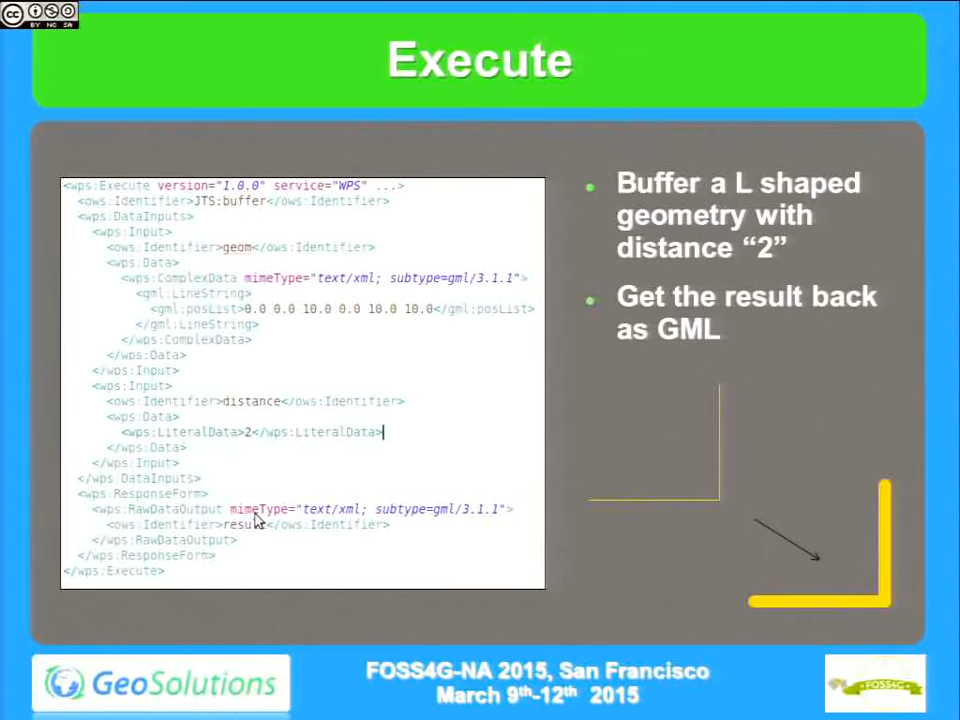 cc
BY NC SA
Execute
<wps:Execute version="1.0.0" service="WPS" ...>
<ows:Identifier>JTS:buffer</ows:Identifier>
<wps:DataInputs>
<wps:Input>
<ows:Identifier>geom</ows:Identifier>
<wps:Data>
<wps:ComplexData mimeType="text/xml; subtype=gml/3.1.1">
<gml:LineString>
<gml:posList>0.0 0.0 10.0 0.0 10.0 10.0</gml:posList>
</gml:LineString>
</wps:ComplexData>
</wps:Data>
</wps:Input>
<wps:Input>
<ows:Identifier>distance</ows:Identifier>
<wps:Data>
<wps:LiteralData>2</wps:LiteralData>
</wps:Data>
</wps:Input>
</wps:DataInputs>
<wps:ResponseForm>
<wps:RawDataOutput mimeType="text/xml; subtype=gml/3.1.1">
<ows:Identifier>result</ows:Identifier>
</wps:RawDataOutput>
</wps:ResponseForm>
</wps:Execute>
Buffer a L shaped
geometry with
distance “2”
Get the result back
as GML
GeoSolutions
FOSS4G-NA 2015, San Francisco
March 9th-12th 2015
FOSS4G